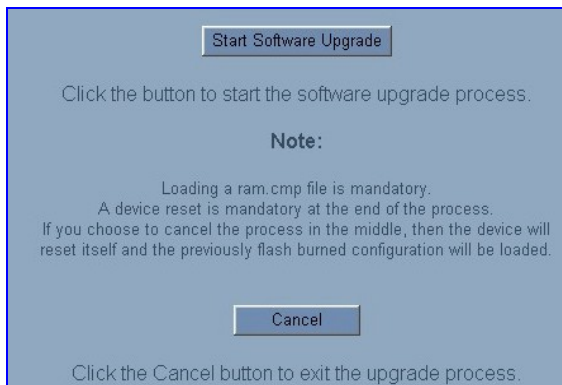 Start Software Upgrade
Click the button to start the software upgrade process.
Note:
Loading a ram.cmp file is mandatory.
A device reset is mandatory at the end of the process.
If you choose to cancel the process in the middle, then the device will
reset itself and the previously flash burned configuration will be loaded.
Cancel
Click the Cancel button to exit the upgrade process.